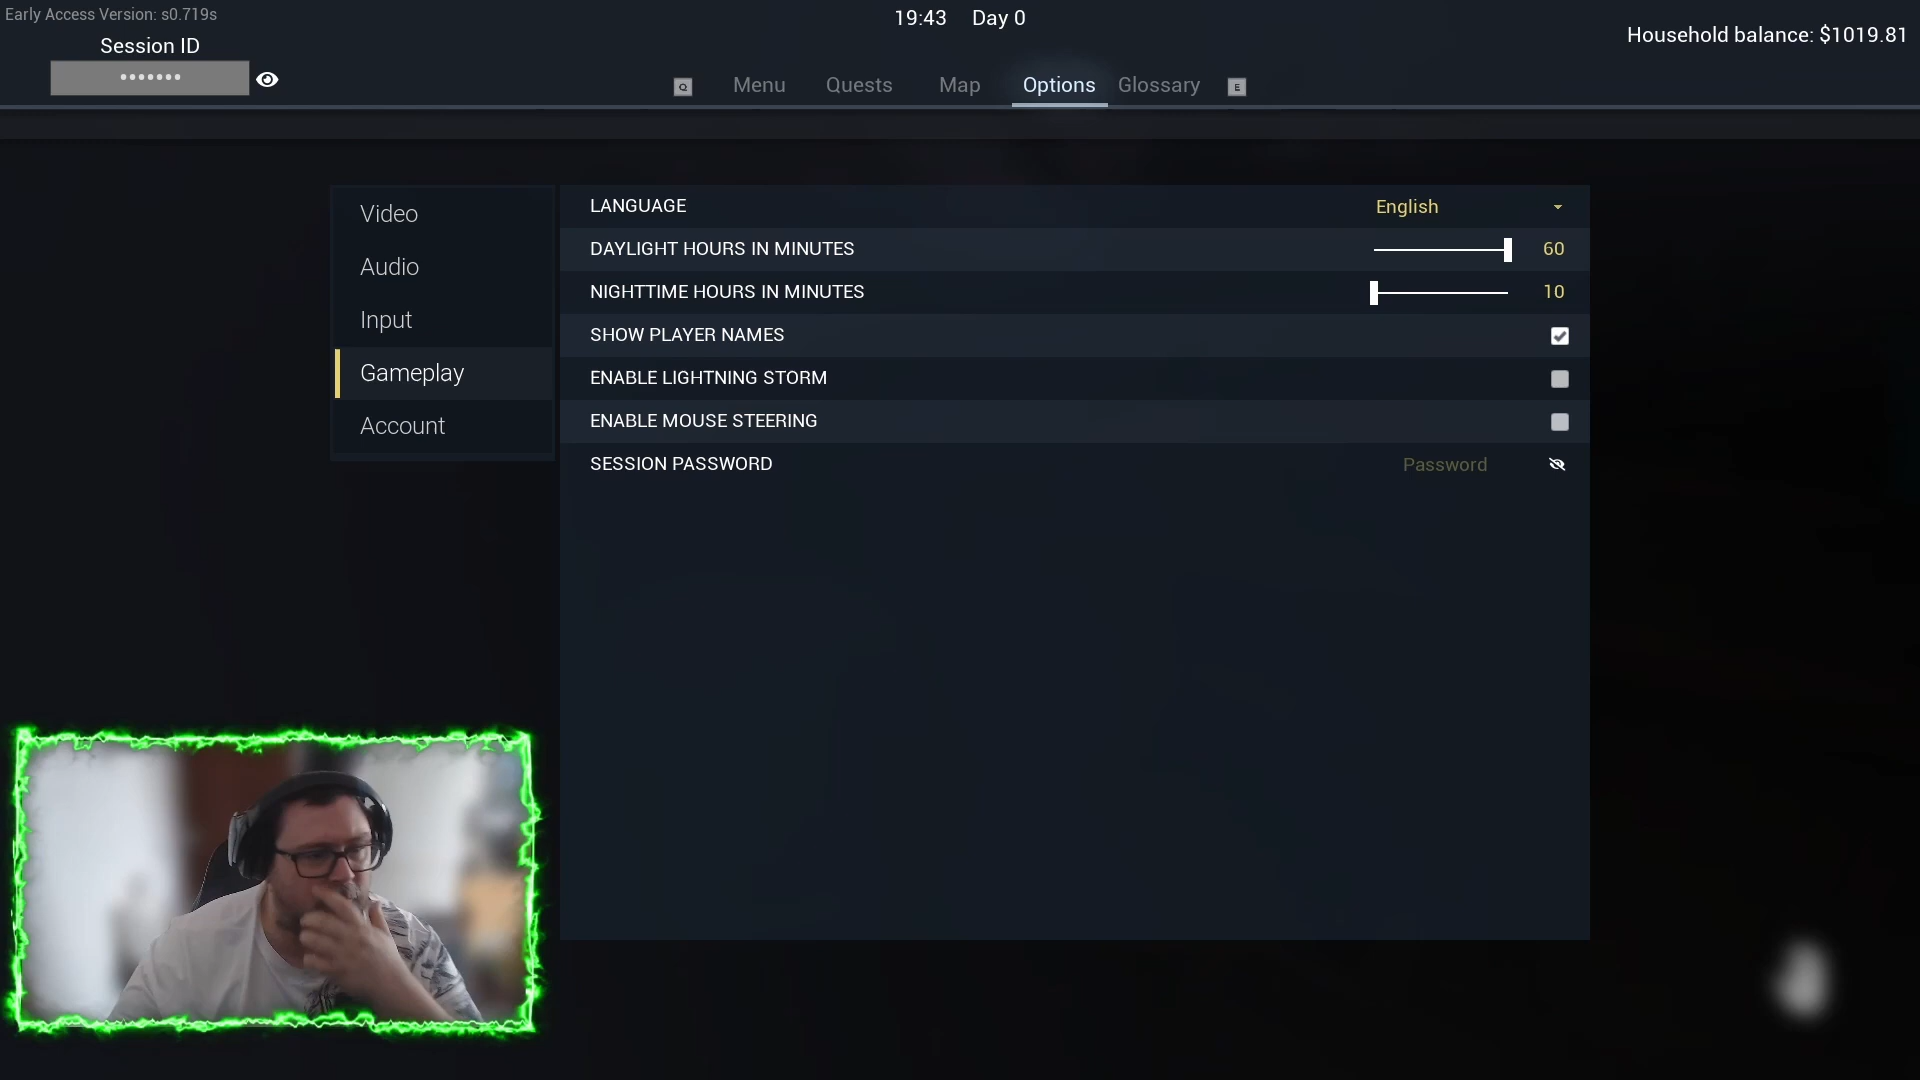 Early Access Version: s0.719s
19:43 Day 0
Household balance: $1019.81
Session ID
•••••••
Q Menu Quests Map Options Glossary E
Video
Audio
Input
Gameplay
Account
LANGUAGE English
DAYLIGHT HOURS IN MINUTES 60
NIGHTTIME HOURS IN MINUTES 10
SHOW PLAYER NAMES
ENABLE LIGHTNING STORM
ENABLE MOUSE STEERING
SESSION PASSWORD Password